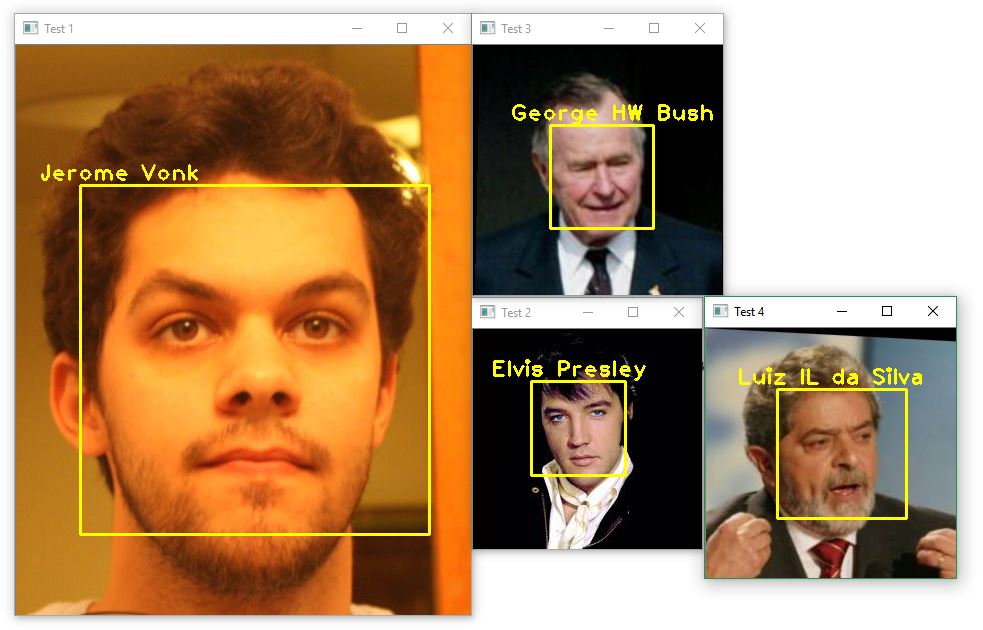 Test 1
Jerome Vonk
Test 3
George HW Bush
Test 2
Elvis Presley
Test 4
Luiz IL da Silva